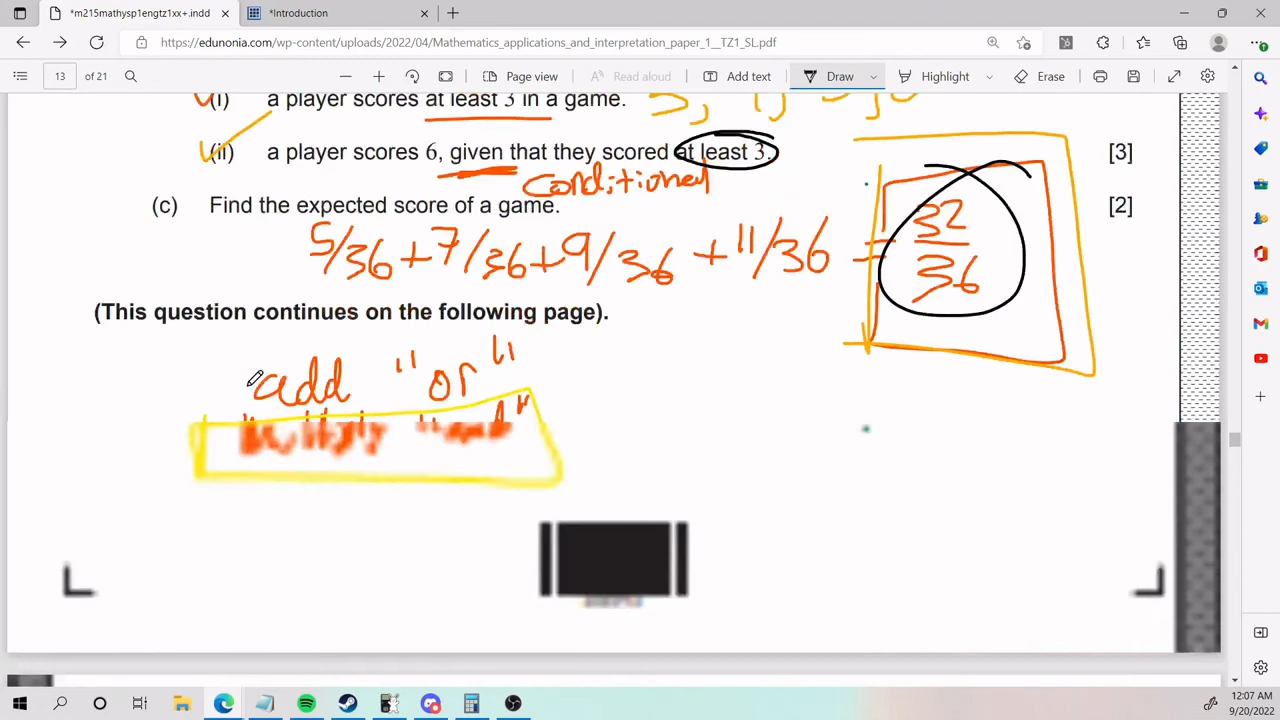 *m215mathysp1engtz1xx+.indd
*Introduction
https://edunonia.com/wp-content/uploads/2022/04/Mathematics_applications_and_interpretation_paper_1__TZ1_SL.pdf
13 of 21
Page view
Read aloud
Add text
Draw
Highlight
Erase
(i) a player scores at least 3 in a game.
(ii) a player scores 6, given that they scored at least 3. [3]
conditioned
(c) Find the expected score of a game. [2]
5/36 + 7/36 + 9/36 + 11/36 = 32/36
(This question continues on the following page).
add "or"
Multiply "and"
12:07 AM
9/20/2022